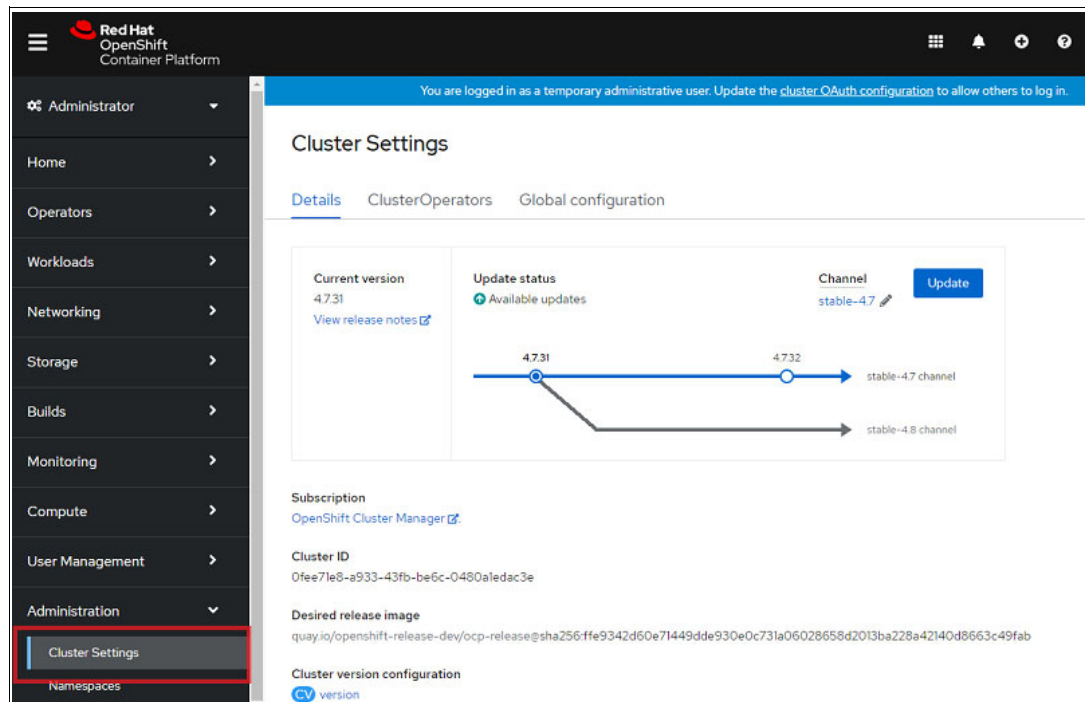 Red Hat
OpenShift
Container Platform
You are logged in as a temporary administrative user. Update the cluster OAuth configuration to allow others to log in.
Administrator
Home
Operators
Workloads
Networking
Storage
Builds
Monitoring
Compute
User Management
Administration
Cluster Settings
Namespaces
Cluster Settings
Details ClusterOperators Global configuration
Current version
4.7.31
View release notes
Update status
Available updates
Channel
stable-4.7
Update
4.7.31 4.7.32
stable-4.7 channel
stable-4.8 channel
Subscription
OpenShift Cluster Manager.
Cluster ID
0fee71e8-a933-43fb-be6c-0480a1edac3e
Desired release image
quay.io/openshift-release-dev/ocp-release@sha256:ffe9342d60e71449dde930e0c731a06028658d2013ba228a42140d8663c49fab
Cluster version configuration
CV version